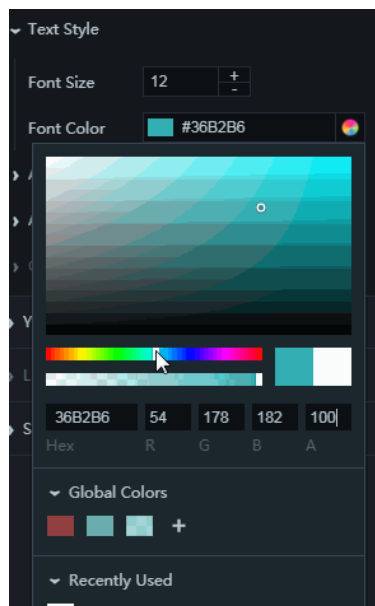 Text Style
Font Size 12 + -
Font Color #36B2B6
A
A
Y
L
S
36B2B6 54 178 182 100
Hex R G B A
Global Colors
+
Recently Used